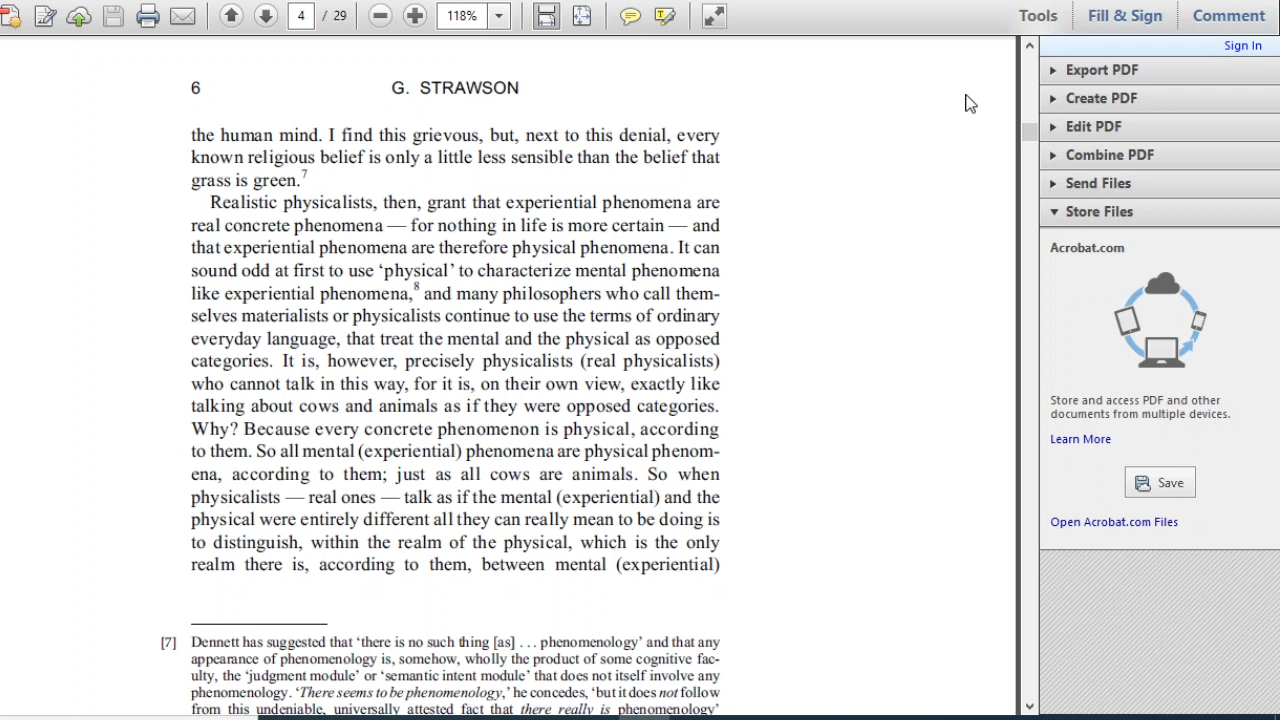 4 / 29
118%
Tools
Fill & Sign
Comment
Sign In
Export PDF
Create PDF
Edit PDF
Combine PDF
Send Files
Store Files
Acrobat.com
Store and access PDF and other
documents from multiple devices.
Learn More
Save
Open Acrobat.com Files
6 G. STRAWSON
the human mind. I find this grievous, but, next to this denial, every
known religious belief is only a little less sensible than the belief that
grass is green.7
Realistic physicalists, then, grant that experiential phenomena are
real concrete phenomena — for nothing in life is more certain — and
that experiential phenomena are therefore physical phenomena. It can
sound odd at first to use ‘physical’ to characterize mental phenomena
like experiential phenomena,8 and many philosophers who call them-
selves materialists or physicalists continue to use the terms of ordinary
everyday language, that treat the mental and the physical as opposed
categories. It is, however, precisely physicalists (real physicalists)
who cannot talk in this way, for it is, on their own view, exactly like
talking about cows and animals as if they were opposed categories.
Why? Because every concrete phenomenon is physical, according
to them. So all mental (experiential) phenomena are physical phenom-
ena, according to them; just as all cows are animals. So when
physicalists — real ones — talk as if the mental (experiential) and the
physical were entirely different all they can really mean to be doing is
to distinguish, within the realm of the physical, which is the only
realm there is, according to them, between mental (experiential)
[7] Dennett has suggested that ‘there is no such thing [as] . . . phenomenology’ and that any
appearance of phenomenology is, somehow, wholly the product of some cognitive fac-
ulty, the ‘judgment module’ or ‘semantic intent module’ that does not itself involve any
phenomenology. ‘There seems to be phenomenology,’ he concedes, ‘but it does not follow
from this undeniable, universally attested fact that there really is phenomenology’